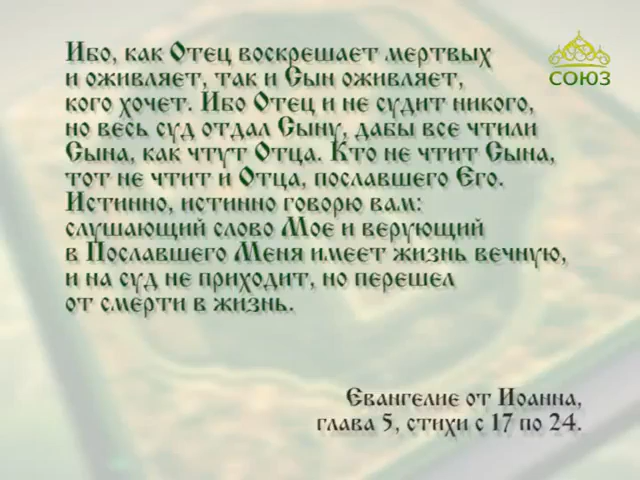 Ибо, как Отец воскрешает мертвых
и оживляет, так и Сын оживляет,
кого хочет. Ибо Отец и не судит никого,
но весь суд отдал Сыну, дабы все чтили
Сына, как чтут Отца. Кто не чтит Сына,
тот не чтит и Отца, пославшего Его.
Истинно, истинно говорю вам:
слушающий слово Мое и верующий
в Пославшего Меня имеет жизнь вечную,
и на суд не приходит, но перешел
от смерти в жизнь.
СОЮЗ
Евангелие от Иоанна,
глава 5, стихи с 17 по 24.